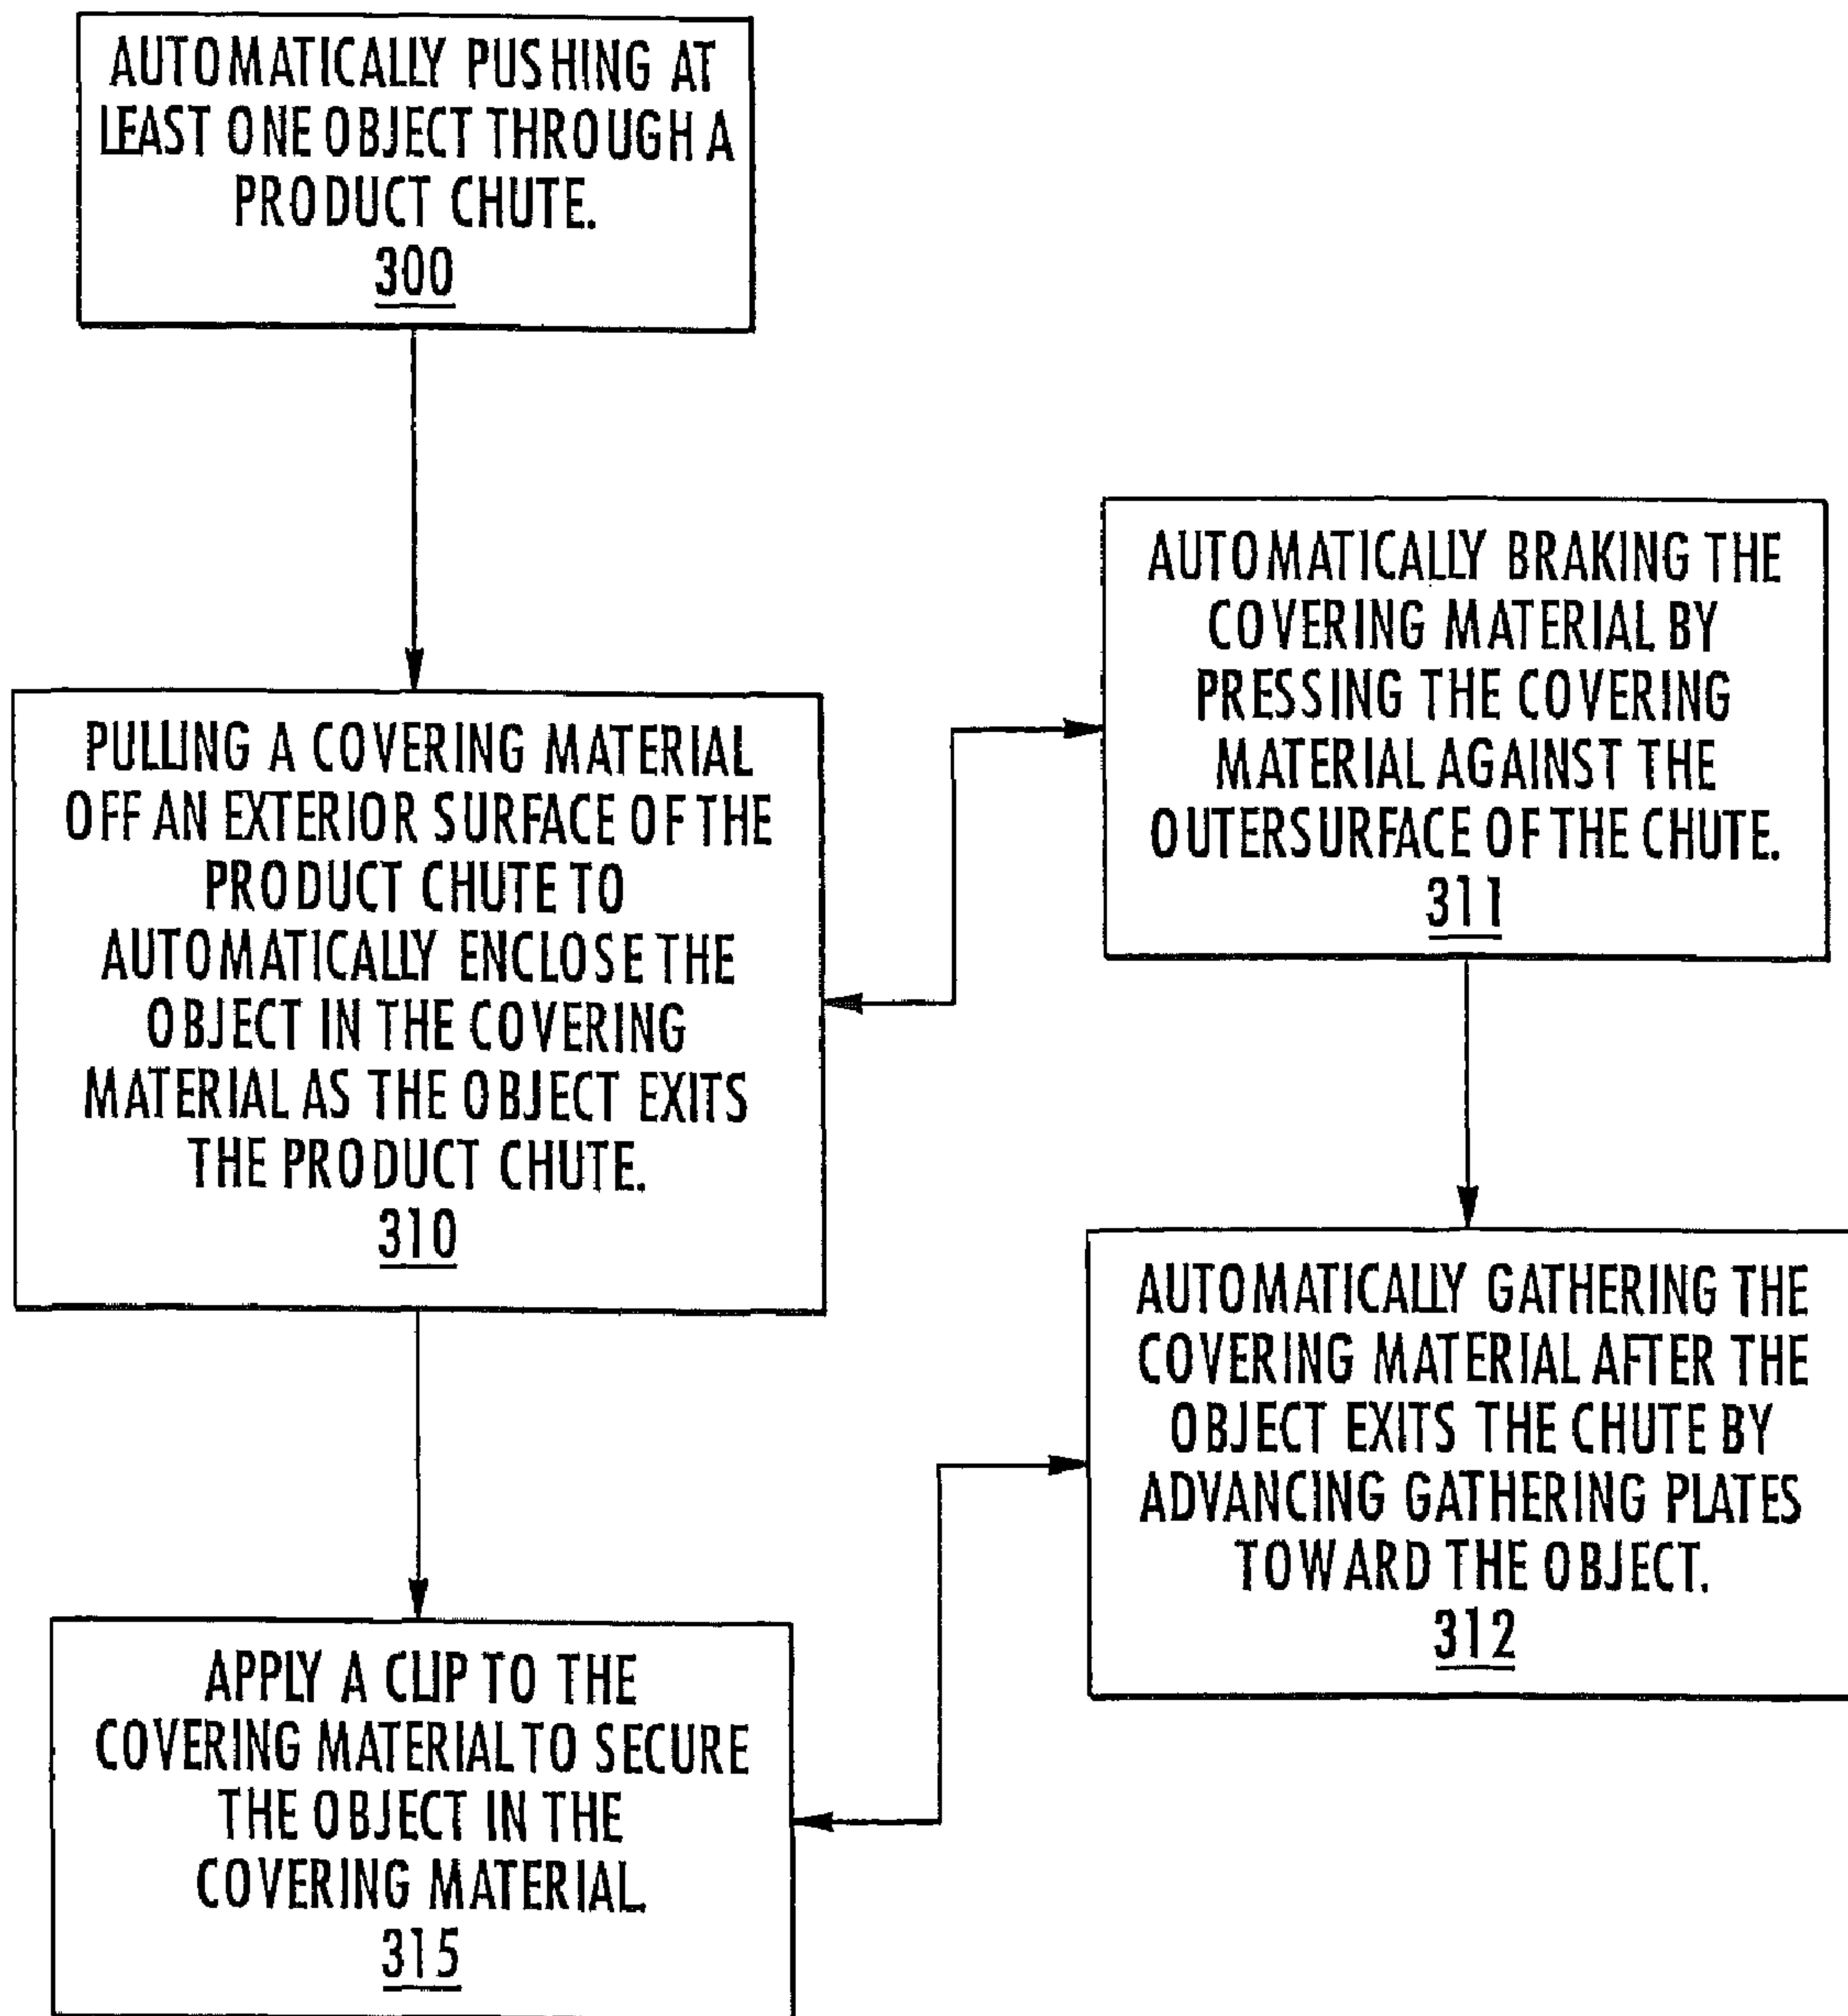 AUTOMATICALLY PUSHING AT
LEAST ONE OBJECT THROUGH A
PRODUCT CHUTE.
300
PULLING A COVERING MATERIAL
OFF AN EXTERIOR SURFACE OF THE
PRODUCT CHUTE TO
AUTOMATICALLY ENCLOSE THE
OBJECT IN THE COVERING
MATERIAL AS THE OBJECT EXITS
THE PRODUCT CHUTE.
310
AUTOMATICALLY BRAKING THE
COVERING MATERIAL BY
PRESSING THE COVERING
MATERIAL AGAINST THE
OUTERSURFACE OF THE CHUTE.
311
AUTOMATICALLY GATHERING THE
COVERING MATERIAL AFTER THE
OBJECT EXITS THE CHUTE BY
ADVANCING GATHERING PLATES
TOWARD THE OBJECT.
312
APPLY A CLIP TO THE
COVERING MATERIAL TO SECURE
THE OBJECT IN THE
COVERING MATERIAL.
315